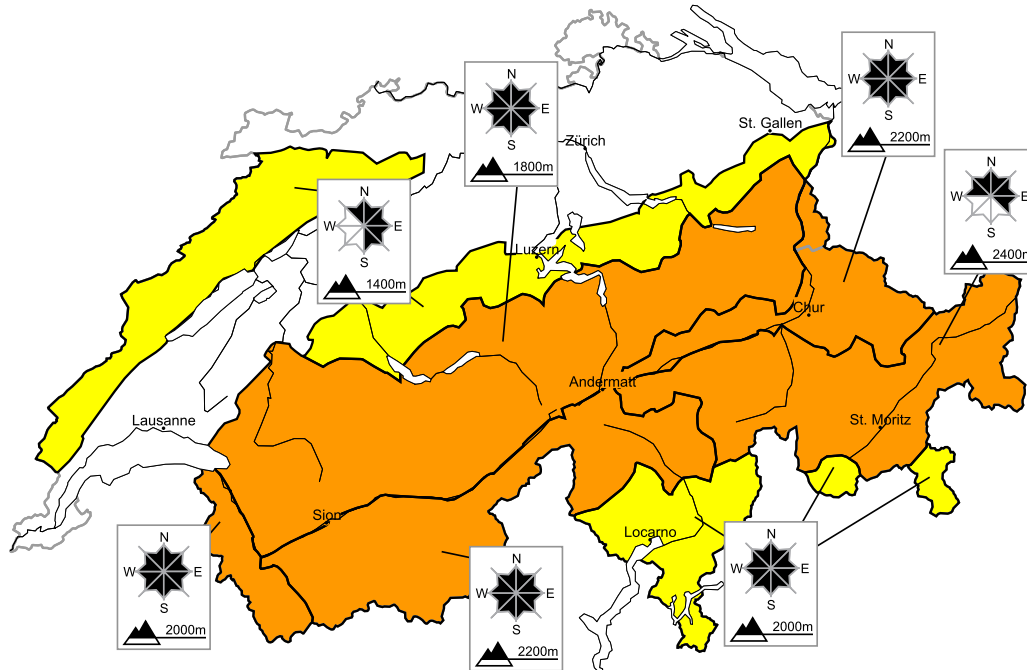 N
W E
S
1800m
N
W E
S
2200m
St. Gallen
Zürich
N
W E
S
2400m
N
W E
S
1400m
Luzern
Chur
Andermatt
St. Moritz
Lausanne
Sion
Locarno
N
W E
S
2000m
N
W E
S
2200m
N
W E
S
2000m